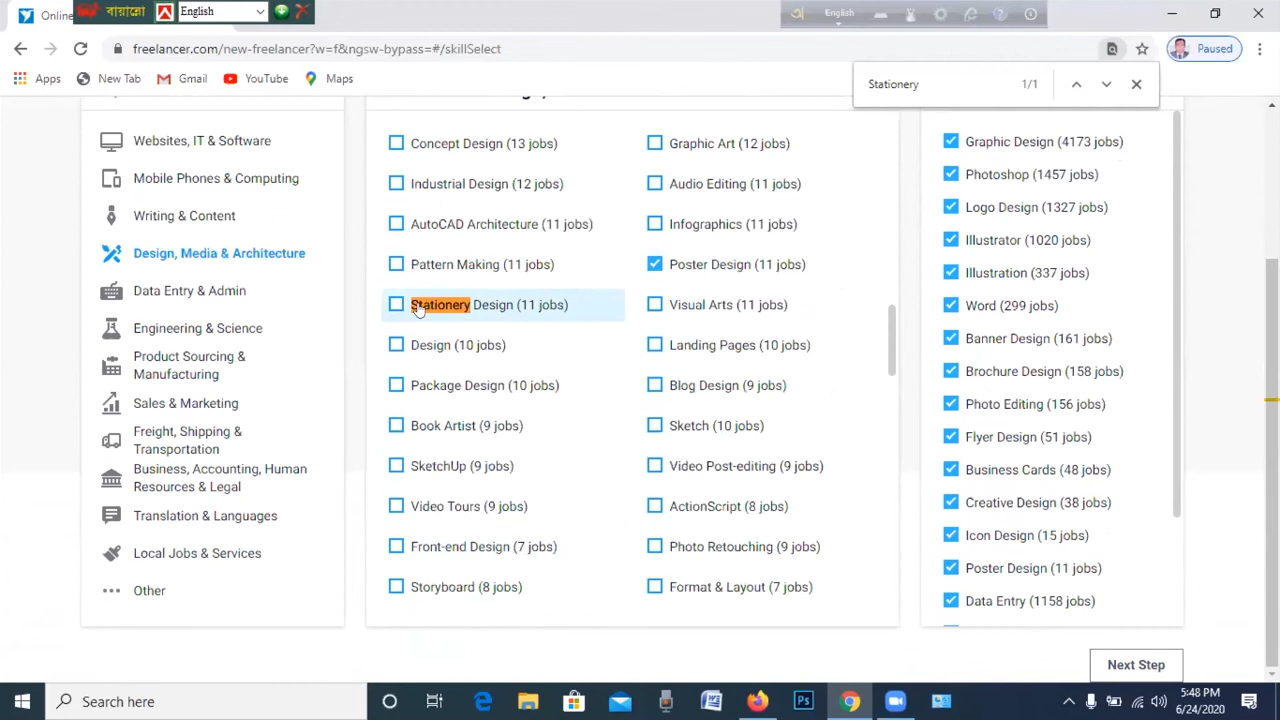 Online
বায়ান্নো
English
English
freelancer.com/new-freelancer?w=f&ngsw-bypass=#/skillSelect
Paused
Apps
New Tab
Gmail
YouTube
Maps
Stationery
1/1
Websites, IT & Software
Mobile Phones & Computing
Writing & Content
Design, Media & Architecture
Data Entry & Admin
Engineering & Science
Product Sourcing &
Manufacturing
Sales & Marketing
Freight, Shipping &
Transportation
Business, Accounting, Human
Resources & Legal
Translation & Languages
Local Jobs & Services
Other
Concept Design (13 jobs)
Graphic Art (12 jobs)
Industrial Design (12 jobs)
Audio Editing (11 jobs)
AutoCAD Architecture (11 jobs)
Infographics (11 jobs)
Pattern Making (11 jobs)
Poster Design (11 jobs)
Stationery Design (11 jobs)
Visual Arts (11 jobs)
Design (10 jobs)
Landing Pages (10 jobs)
Package Design (10 jobs)
Blog Design (9 jobs)
Book Artist (9 jobs)
Sketch (10 jobs)
SketchUp (9 jobs)
Video Post-editing (9 jobs)
Video Tours (9 jobs)
ActionScript (8 jobs)
Front-end Design (7 jobs)
Photo Retouching (9 jobs)
Storyboard (8 jobs)
Format & Layout (7 jobs)
Graphic Design (4173 jobs)
Photoshop (1457 jobs)
Logo Design (1327 jobs)
Illustrator (1020 jobs)
Illustration (337 jobs)
Word (299 jobs)
Banner Design (161 jobs)
Brochure Design (158 jobs)
Photo Editing (156 jobs)
Flyer Design (51 jobs)
Business Cards (48 jobs)
Creative Design (38 jobs)
Icon Design (15 jobs)
Poster Design (11 jobs)
Data Entry (1158 jobs)
Next Step
Search here
5:48 PM
6/24/2020